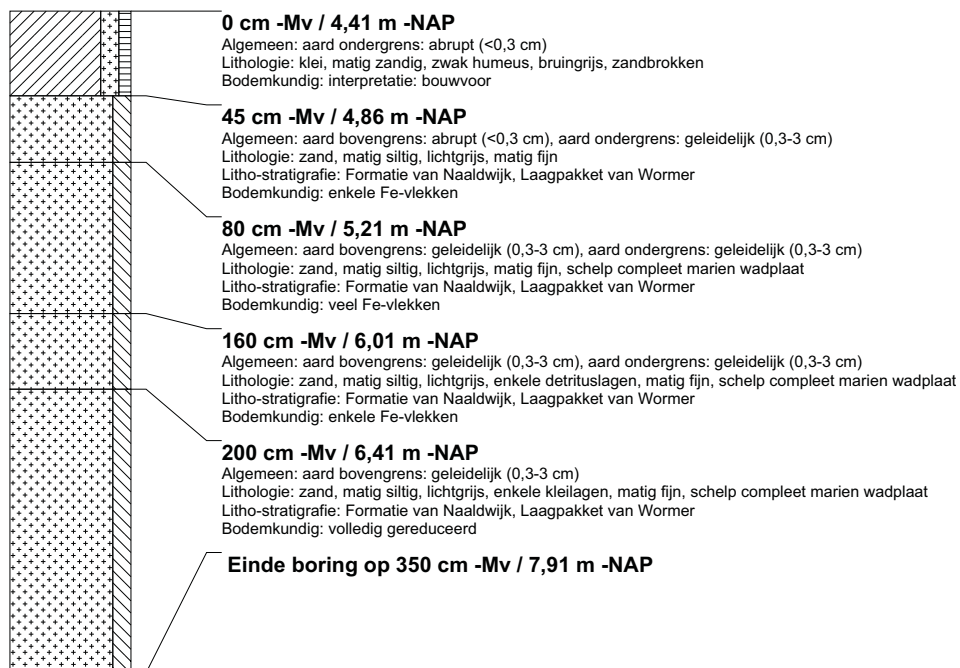 0 cm -Mv / 4,41 m -NAP
Algemeen: aard ondergrens: abrupt (<0,3 cm)
Lithologie: klei, matig zandig, zwak humeus, bruingrijs, zandbrokken
Bodemkundig: interpretatie: bouwvoor
45 cm -Mv / 4,86 m -NAP
Algemeen: aard bovengrens: abrupt (<0,3 cm), aard ondergrens: geleidelijk (0,3-3 cm)
Lithologie: zand, matig siltig, lichtgrijs, matig fijn
Litho-stratigrafie: Formatie van Naaldwijk, Laagpakket van Wormer
Bodemkundig: enkele Fe-vlekken
80 cm -Mv / 5,21 m -NAP
Algemeen: aard bovengrens: geleidelijk (0,3-3 cm), aard ondergrens: geleidelijk (0,3-3 cm)
Lithologie: zand, matig siltig, lichtgrijs, matig fijn, schelp compleet marien wadplaat
Litho-stratigrafie: Formatie van Naaldwijk, Laagpakket van Wormer
Bodemkundig: veel Fe-vlekken
160 cm -Mv / 6,01 m -NAP
Algemeen: aard bovengrens: geleidelijk (0,3-3 cm), aard ondergrens: geleidelijk (0,3-3 cm)
Lithologie: zand, matig siltig, lichtgrijs, enkele detrituslagen, matig fijn, schelp compleet marien wadplaat
Litho-stratigrafie: Formatie van Naaldwijk, Laagpakket van Wormer
Bodemkundig: enkele Fe-vlekken
200 cm -Mv / 6,41 m -NAP
Algemeen: aard bovengrens: geleidelijk (0,3-3 cm)
Lithologie: zand, matig siltig, lichtgrijs, enkele kleilagen, matig fijn, schelp compleet marien wadplaat
Litho-stratigrafie: Formatie van Naaldwijk, Laagpakket van Wormer
Bodemkundig: volledig gereduceerd
Einde boring op 350 cm -Mv / 7,91 m -NAP